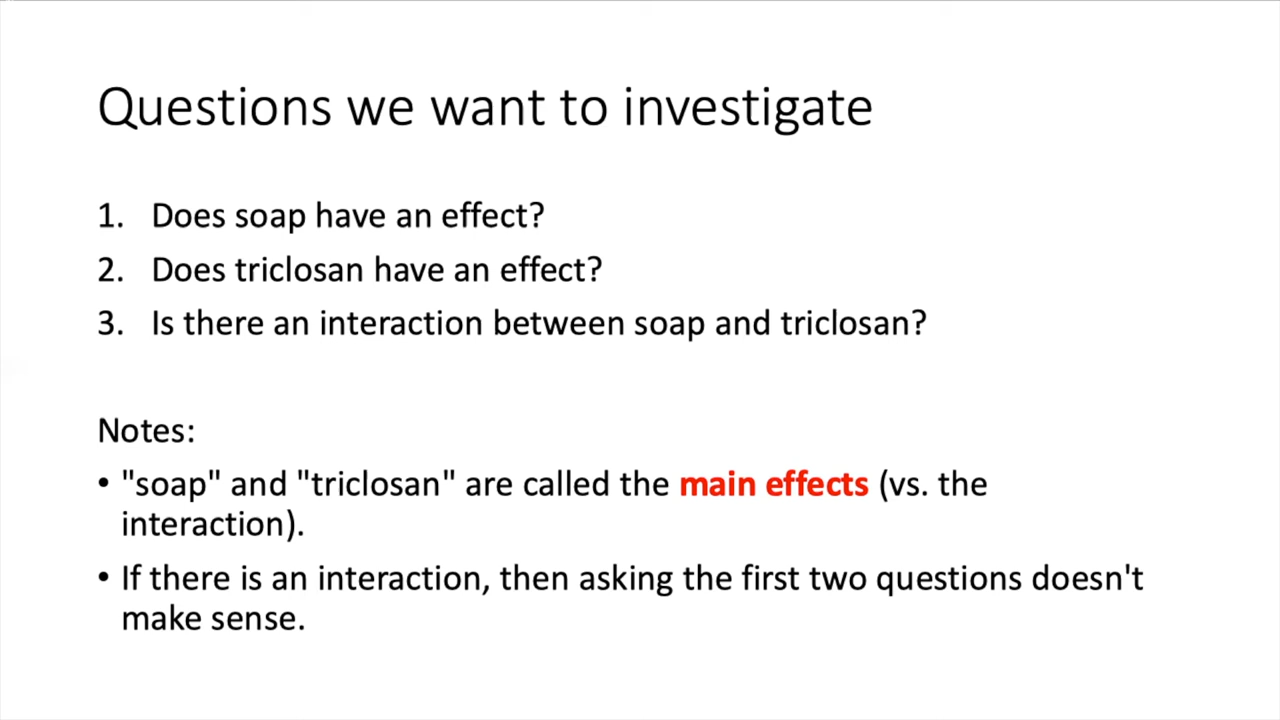 Questions we want to investigate
1. Does soap have an effect?
2. Does triclosan have an effect?
3. Is there an interaction between soap and triclosan?
Notes:
• "soap" and "triclosan" are called the main effects (vs. the
interaction).
• If there is an interaction, then asking the first two questions doesn't
make sense.